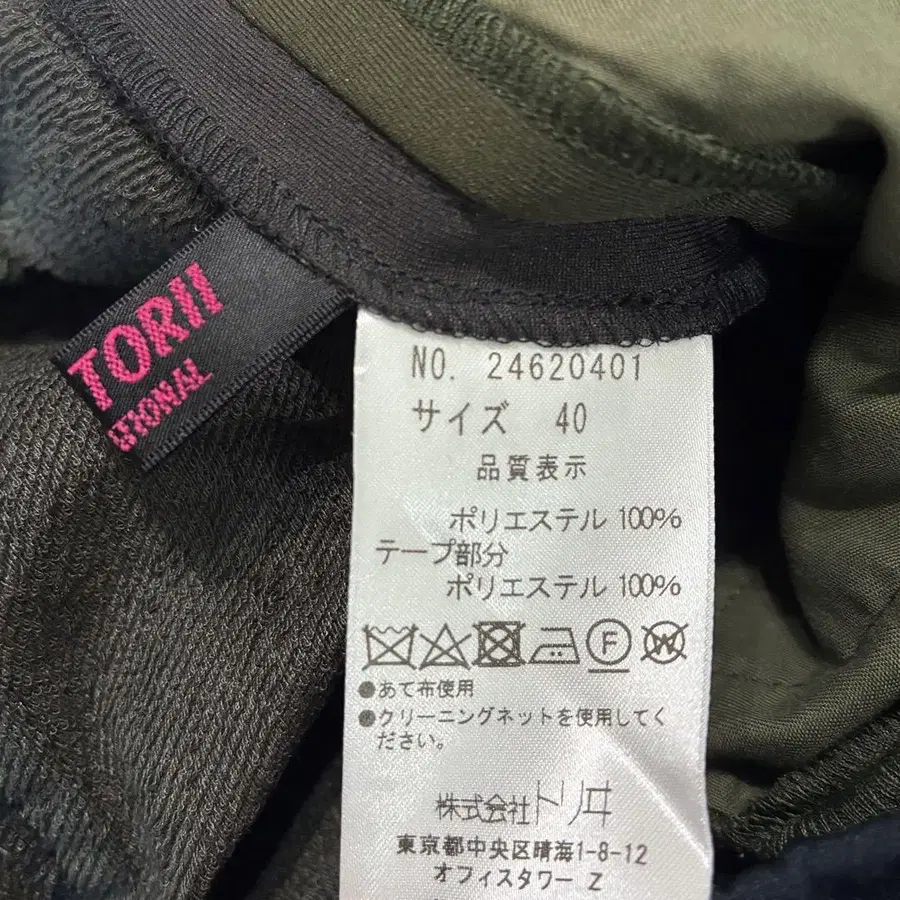 TORII
NO. 24620401
サイズ 40
品質表示
ポリエステル 100%
テープ部分
ポリエステル 100%
F
W
●あて布使用
●クリーニングネットを使用してく
ださい。
株式会社トリヰ
東京都中央区晴海1-8-12
オフィスタワー Z